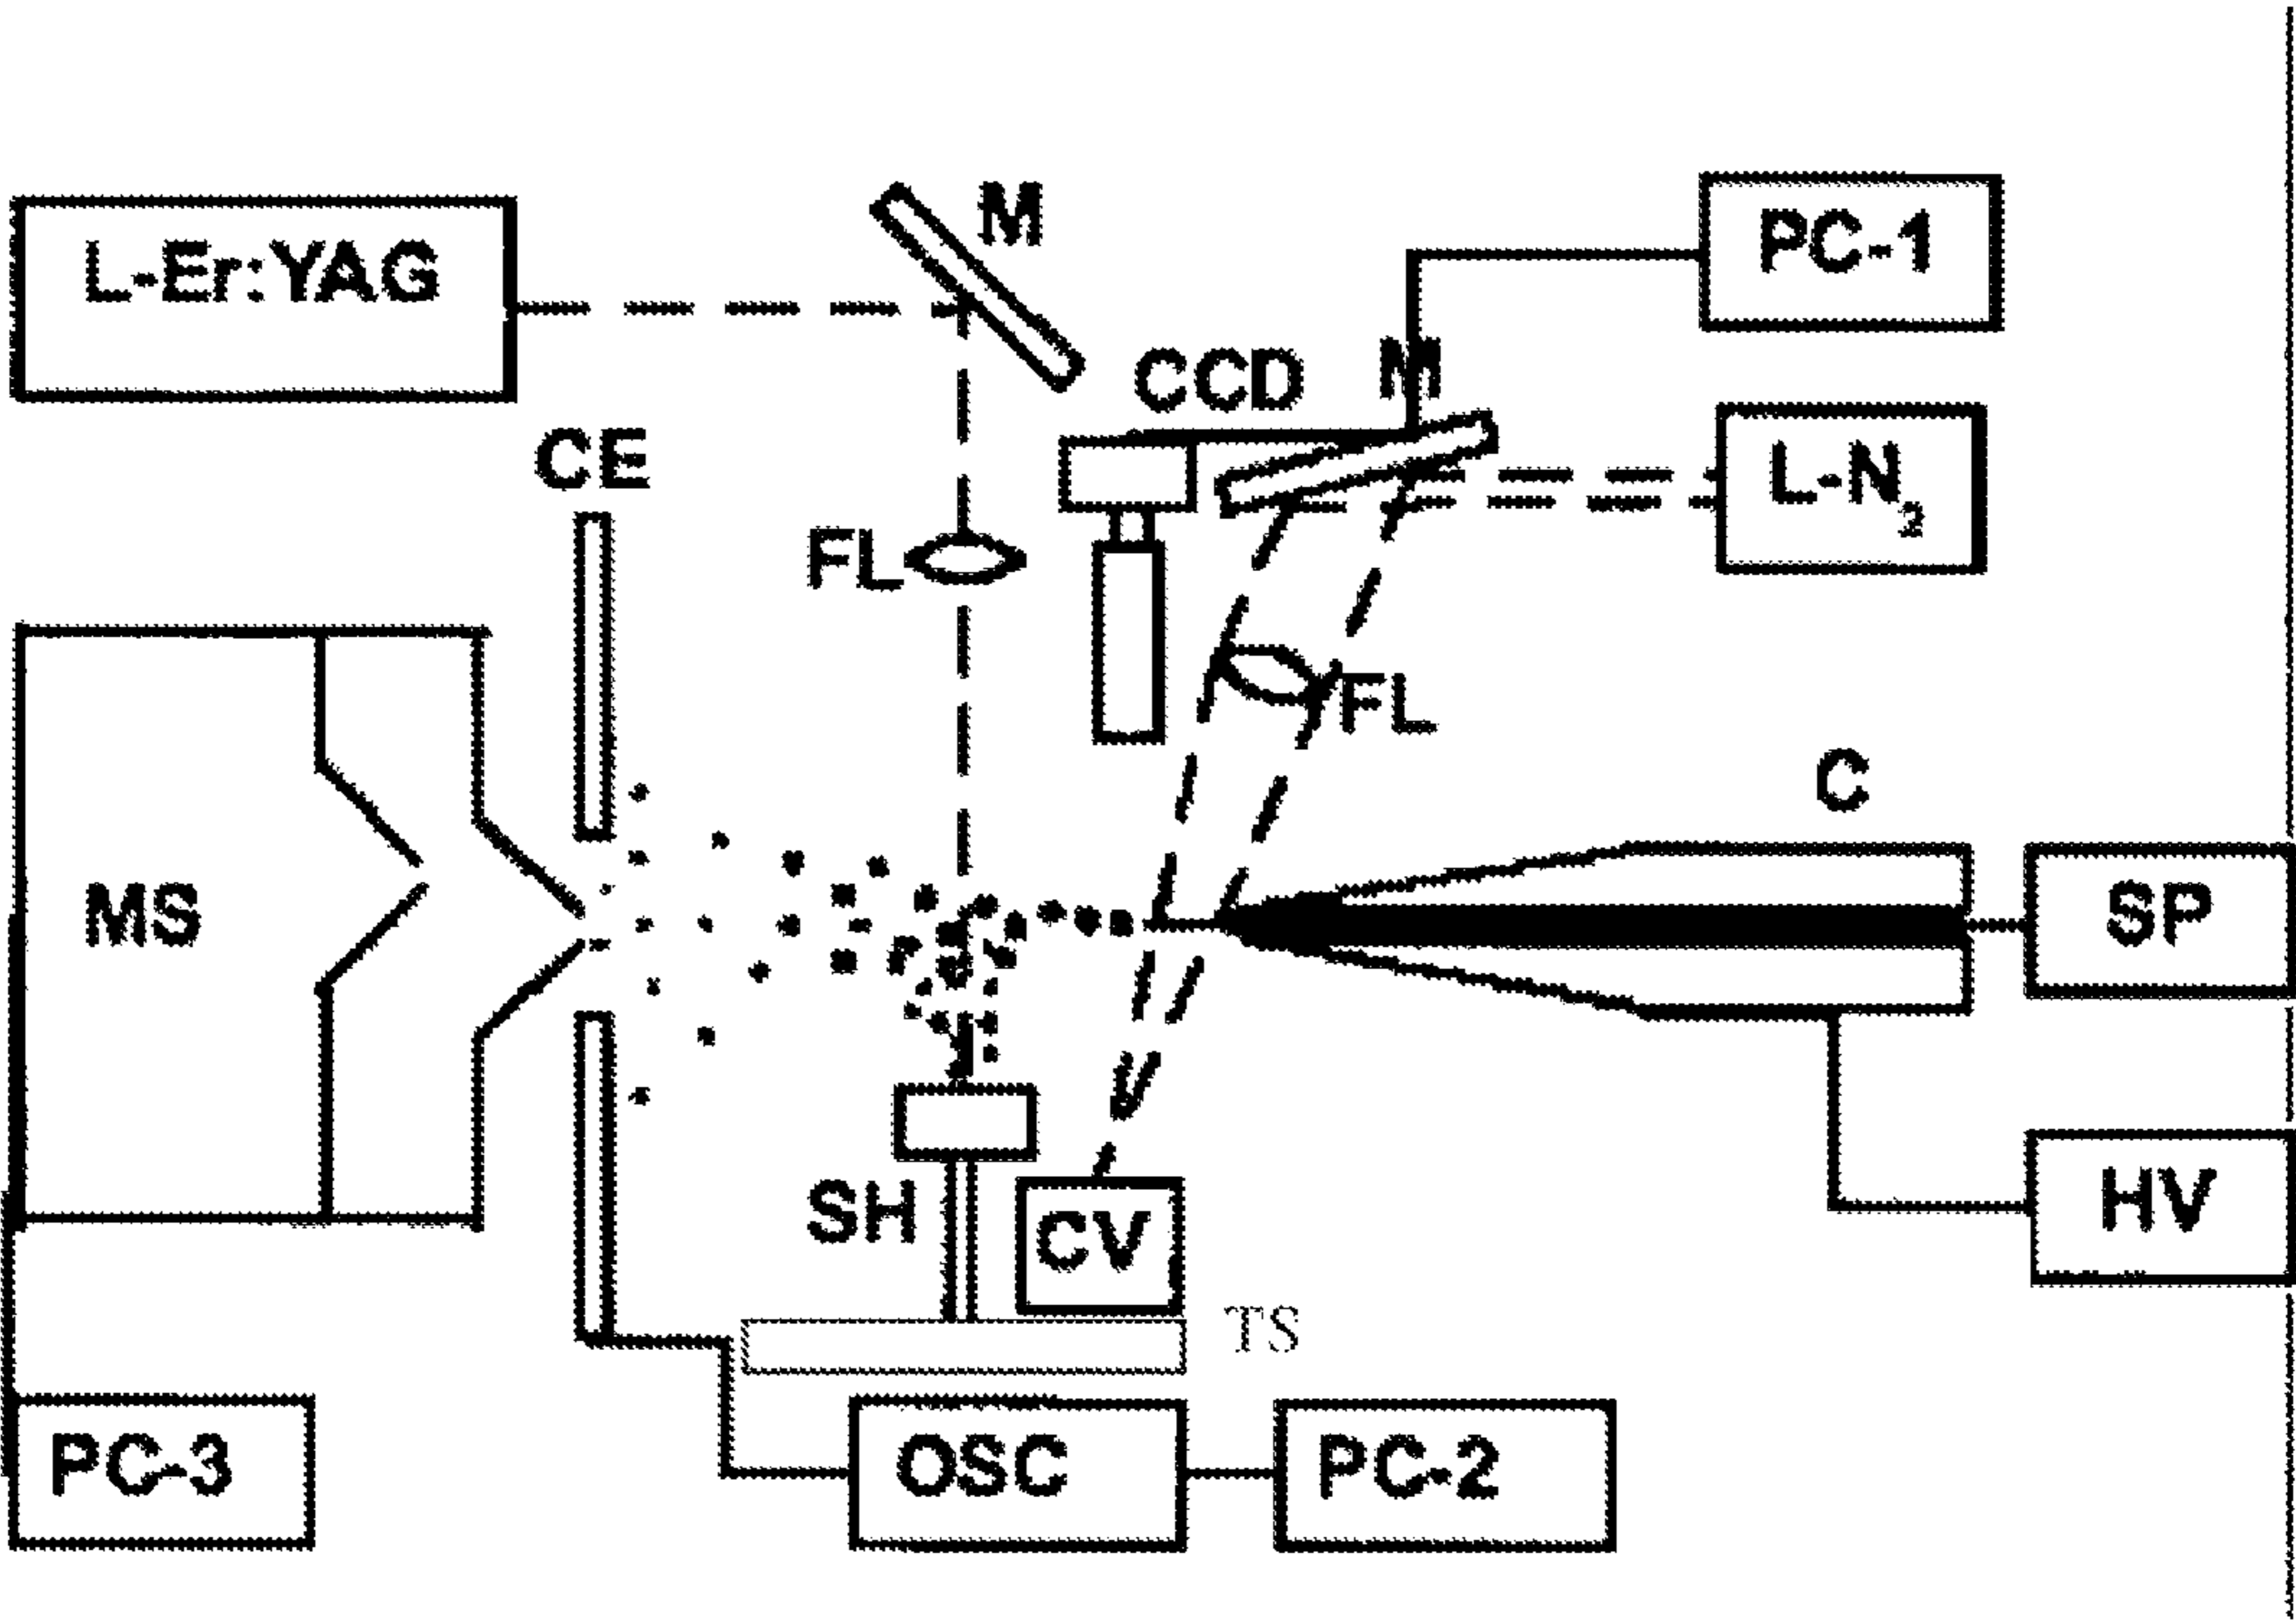 M
PC-1
L-Er:YAG
CCD
M
CE
L-N2
FL
FL
C
MS
SP
SH
CV
HV
TS
PC-3
OSC
PC-2